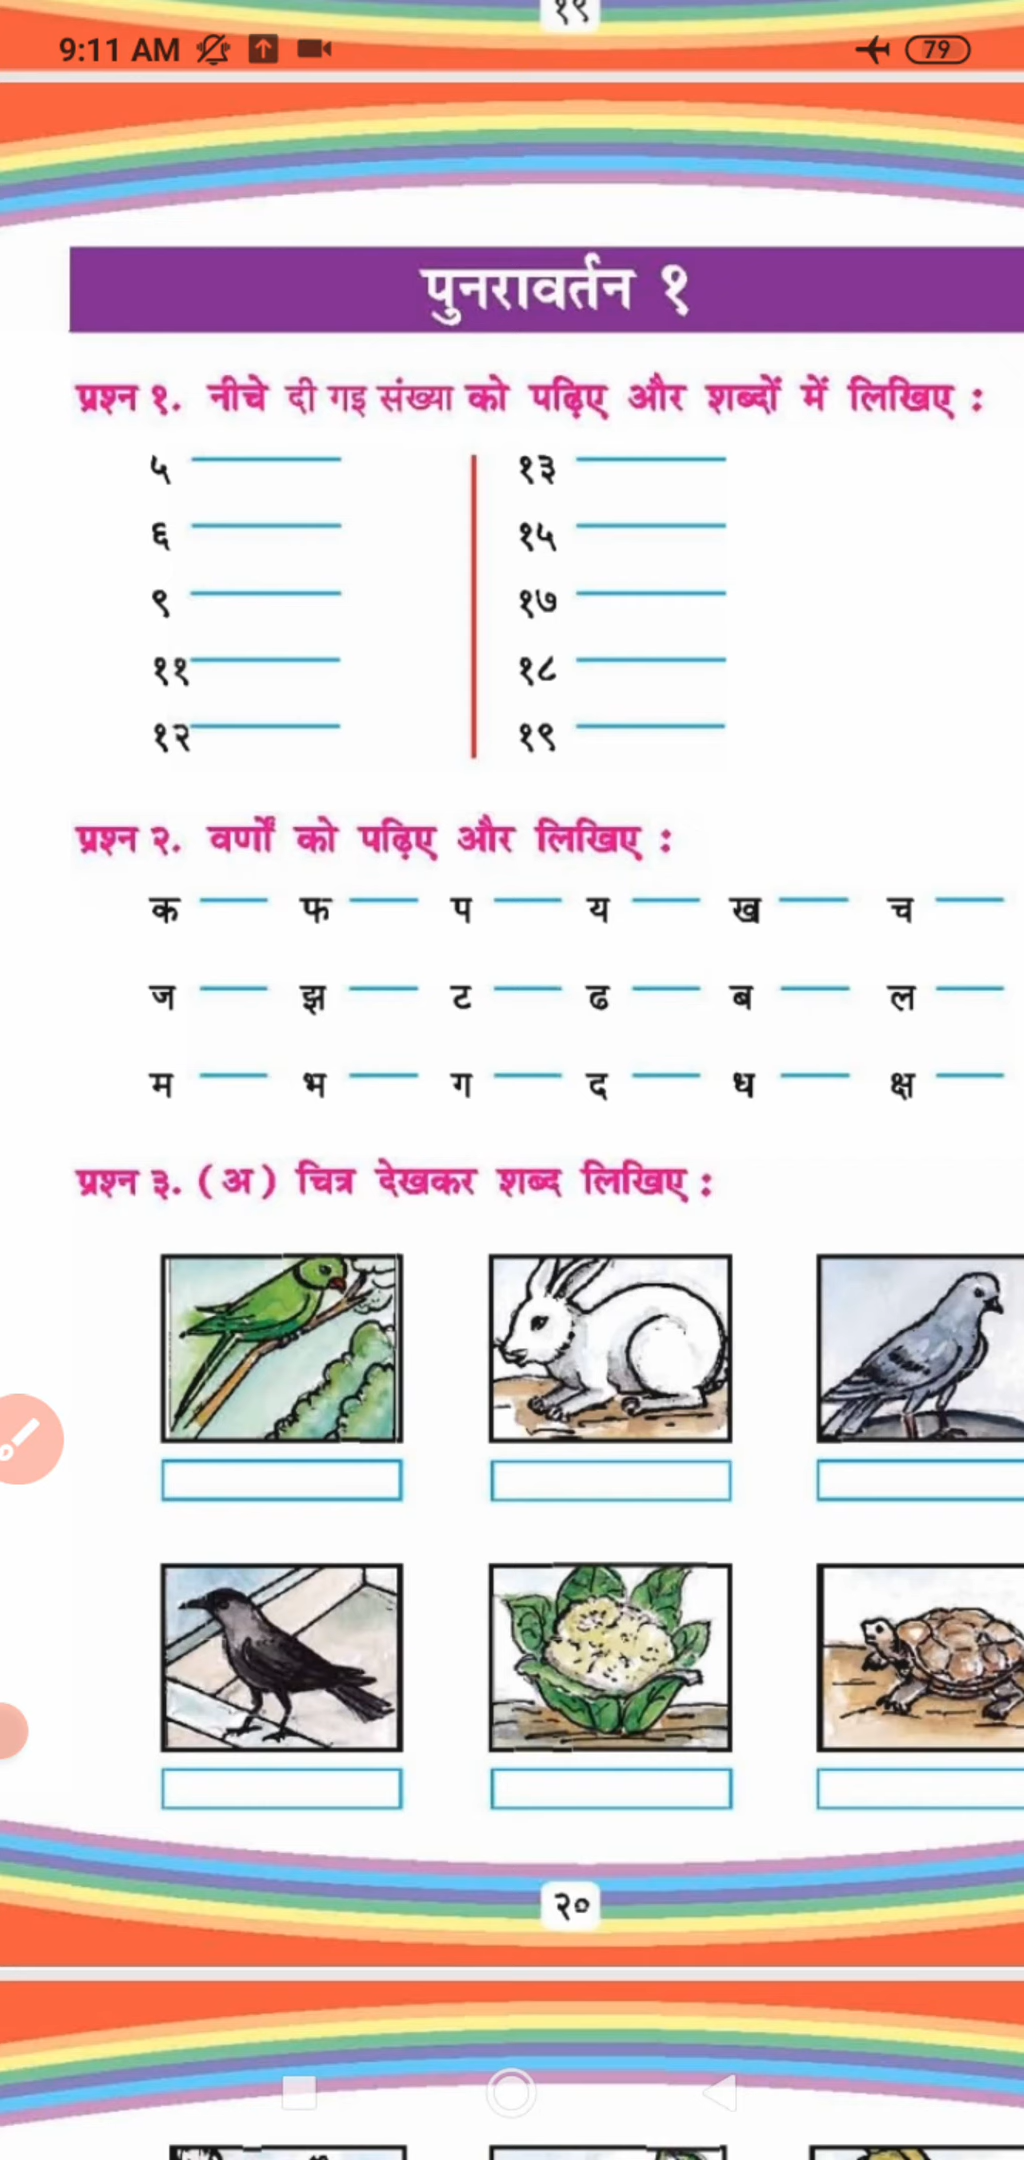 १९
9:11 AM 79
पुनरावर्तन १
प्रश्न १. नीचे दी गइ संख्या को पढ़िए और शब्दों में लिखिए :
५ १३
६ १५
९ १७
११ १८
१२ १९
प्रश्न २. वर्णों को पढ़िए और लिखिए :
क फ प य ख च
ज झ ट ढ ब ल
म भ ग द ध क्ष
प्रश्न ३. (अ) चित्र देखकर शब्द लिखिए :
२०